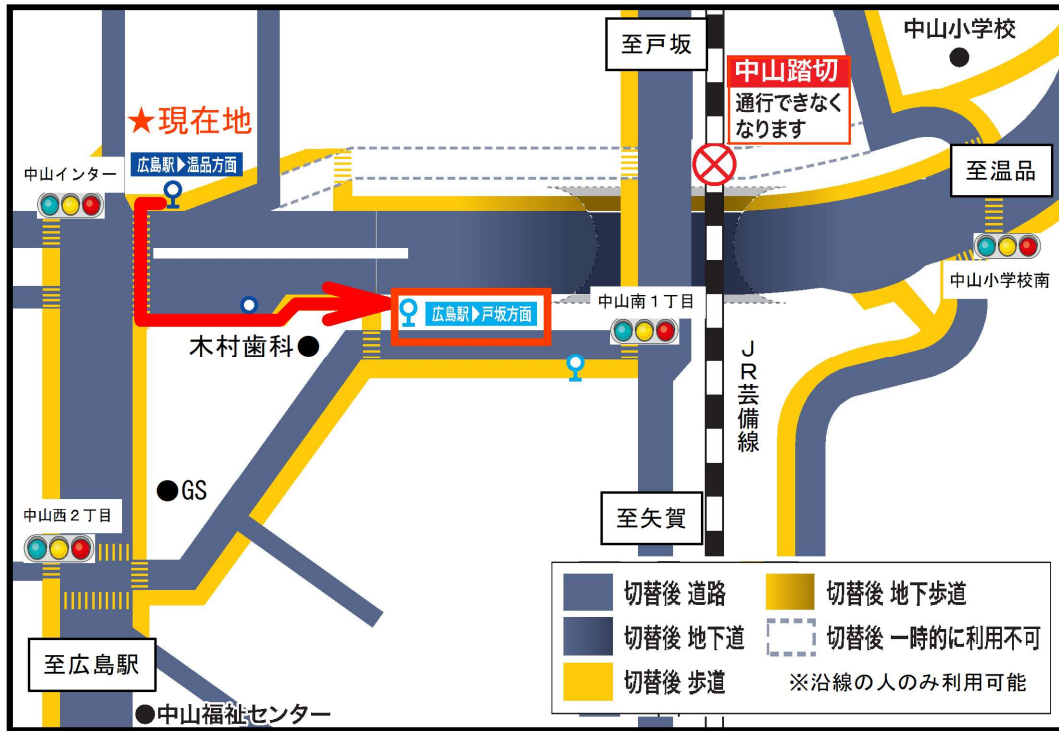 至戸坂
中山小学校
中山踏切
通行できなく
なります
★現在地
広島駅▶温品方面
中山インター
至温品
中山小学校南
中山南1丁目
広島駅▶戸坂方面
木村歯科●
JR芸備線
●GS
中山西2丁目
至矢賀
至広島駅
●中山福祉センター
切替後 道路
切替後 地下歩道
切替後 地下道
切替後 一時的に利用不可
切替後 歩道
※沿線の人のみ利用可能